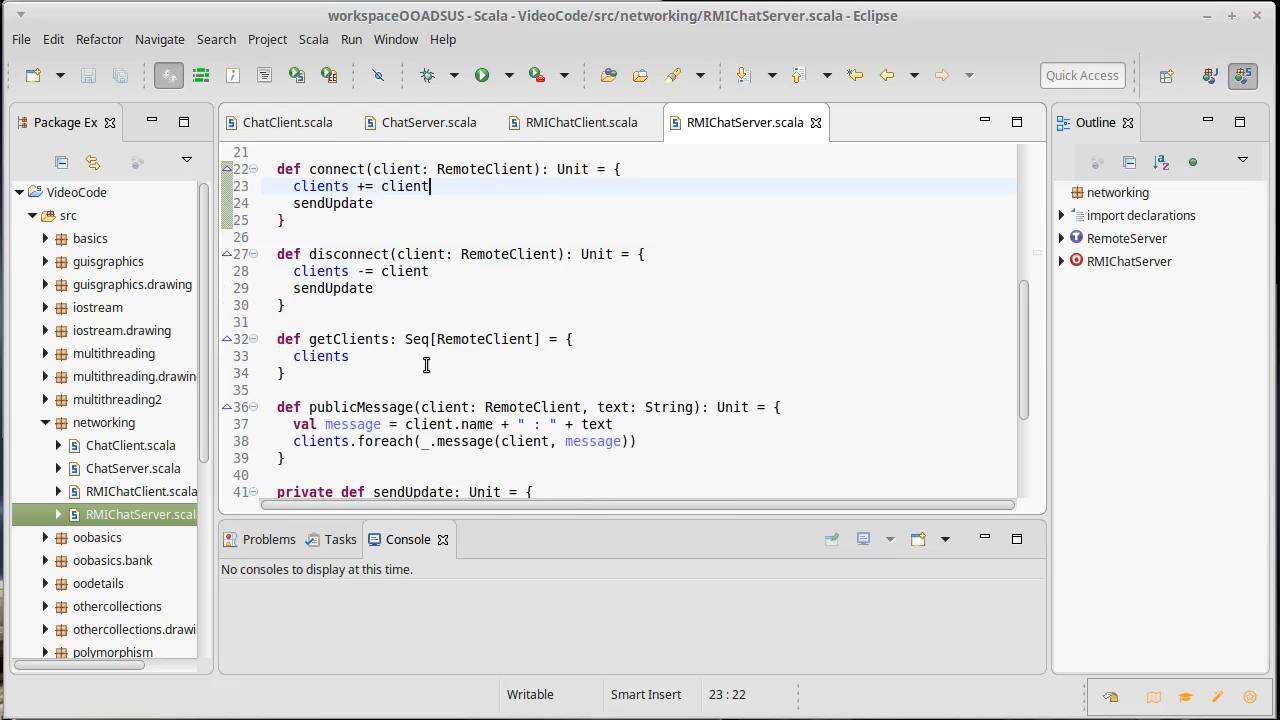 workspaceOOADSUS - Scala - VideoCode/src/networking/RMIChatServer.scala - Eclipse
File Edit Refactor Navigate Search Project Scala Run Window Help
Quick Access
Package Ex
VideoCode
src
basics
guisgraphics
guisgraphics.drawing
iostream
iostream.drawing
multithreading
multithreading.drawin
multithreading2
networking
ChatClient.scala
ChatServer.scala
RMIChatClient.scala
RMIChatServer.scal
oobasics
oobasics.bank
oodetails
othercollections
othercollections.drawi
polymorphism
ChatClient.scala ChatServer.scala RMIChatClient.scala RMIChatServer.scala
21
22 def connect(client: RemoteClient): Unit = {
23 clients += client
24 sendUpdate
25 }
26
27 def disconnect(client: RemoteClient): Unit = {
28 clients -= client
29 sendUpdate
30 }
31
32 def getClients: Seq[RemoteClient] = {
33 clients
34 }
35
36 def publicMessage(client: RemoteClient, text: String): Unit = {
37 val message = client.name + " : " + text
38 clients.foreach(_.message(client, message))
39 }
40
41 private def sendUpdate: Unit = {
Problems Tasks Console
No consoles to display at this time.
Outline
networking
import declarations
RemoteServer
RMIChatServer
Writable Smart Insert 23 : 22